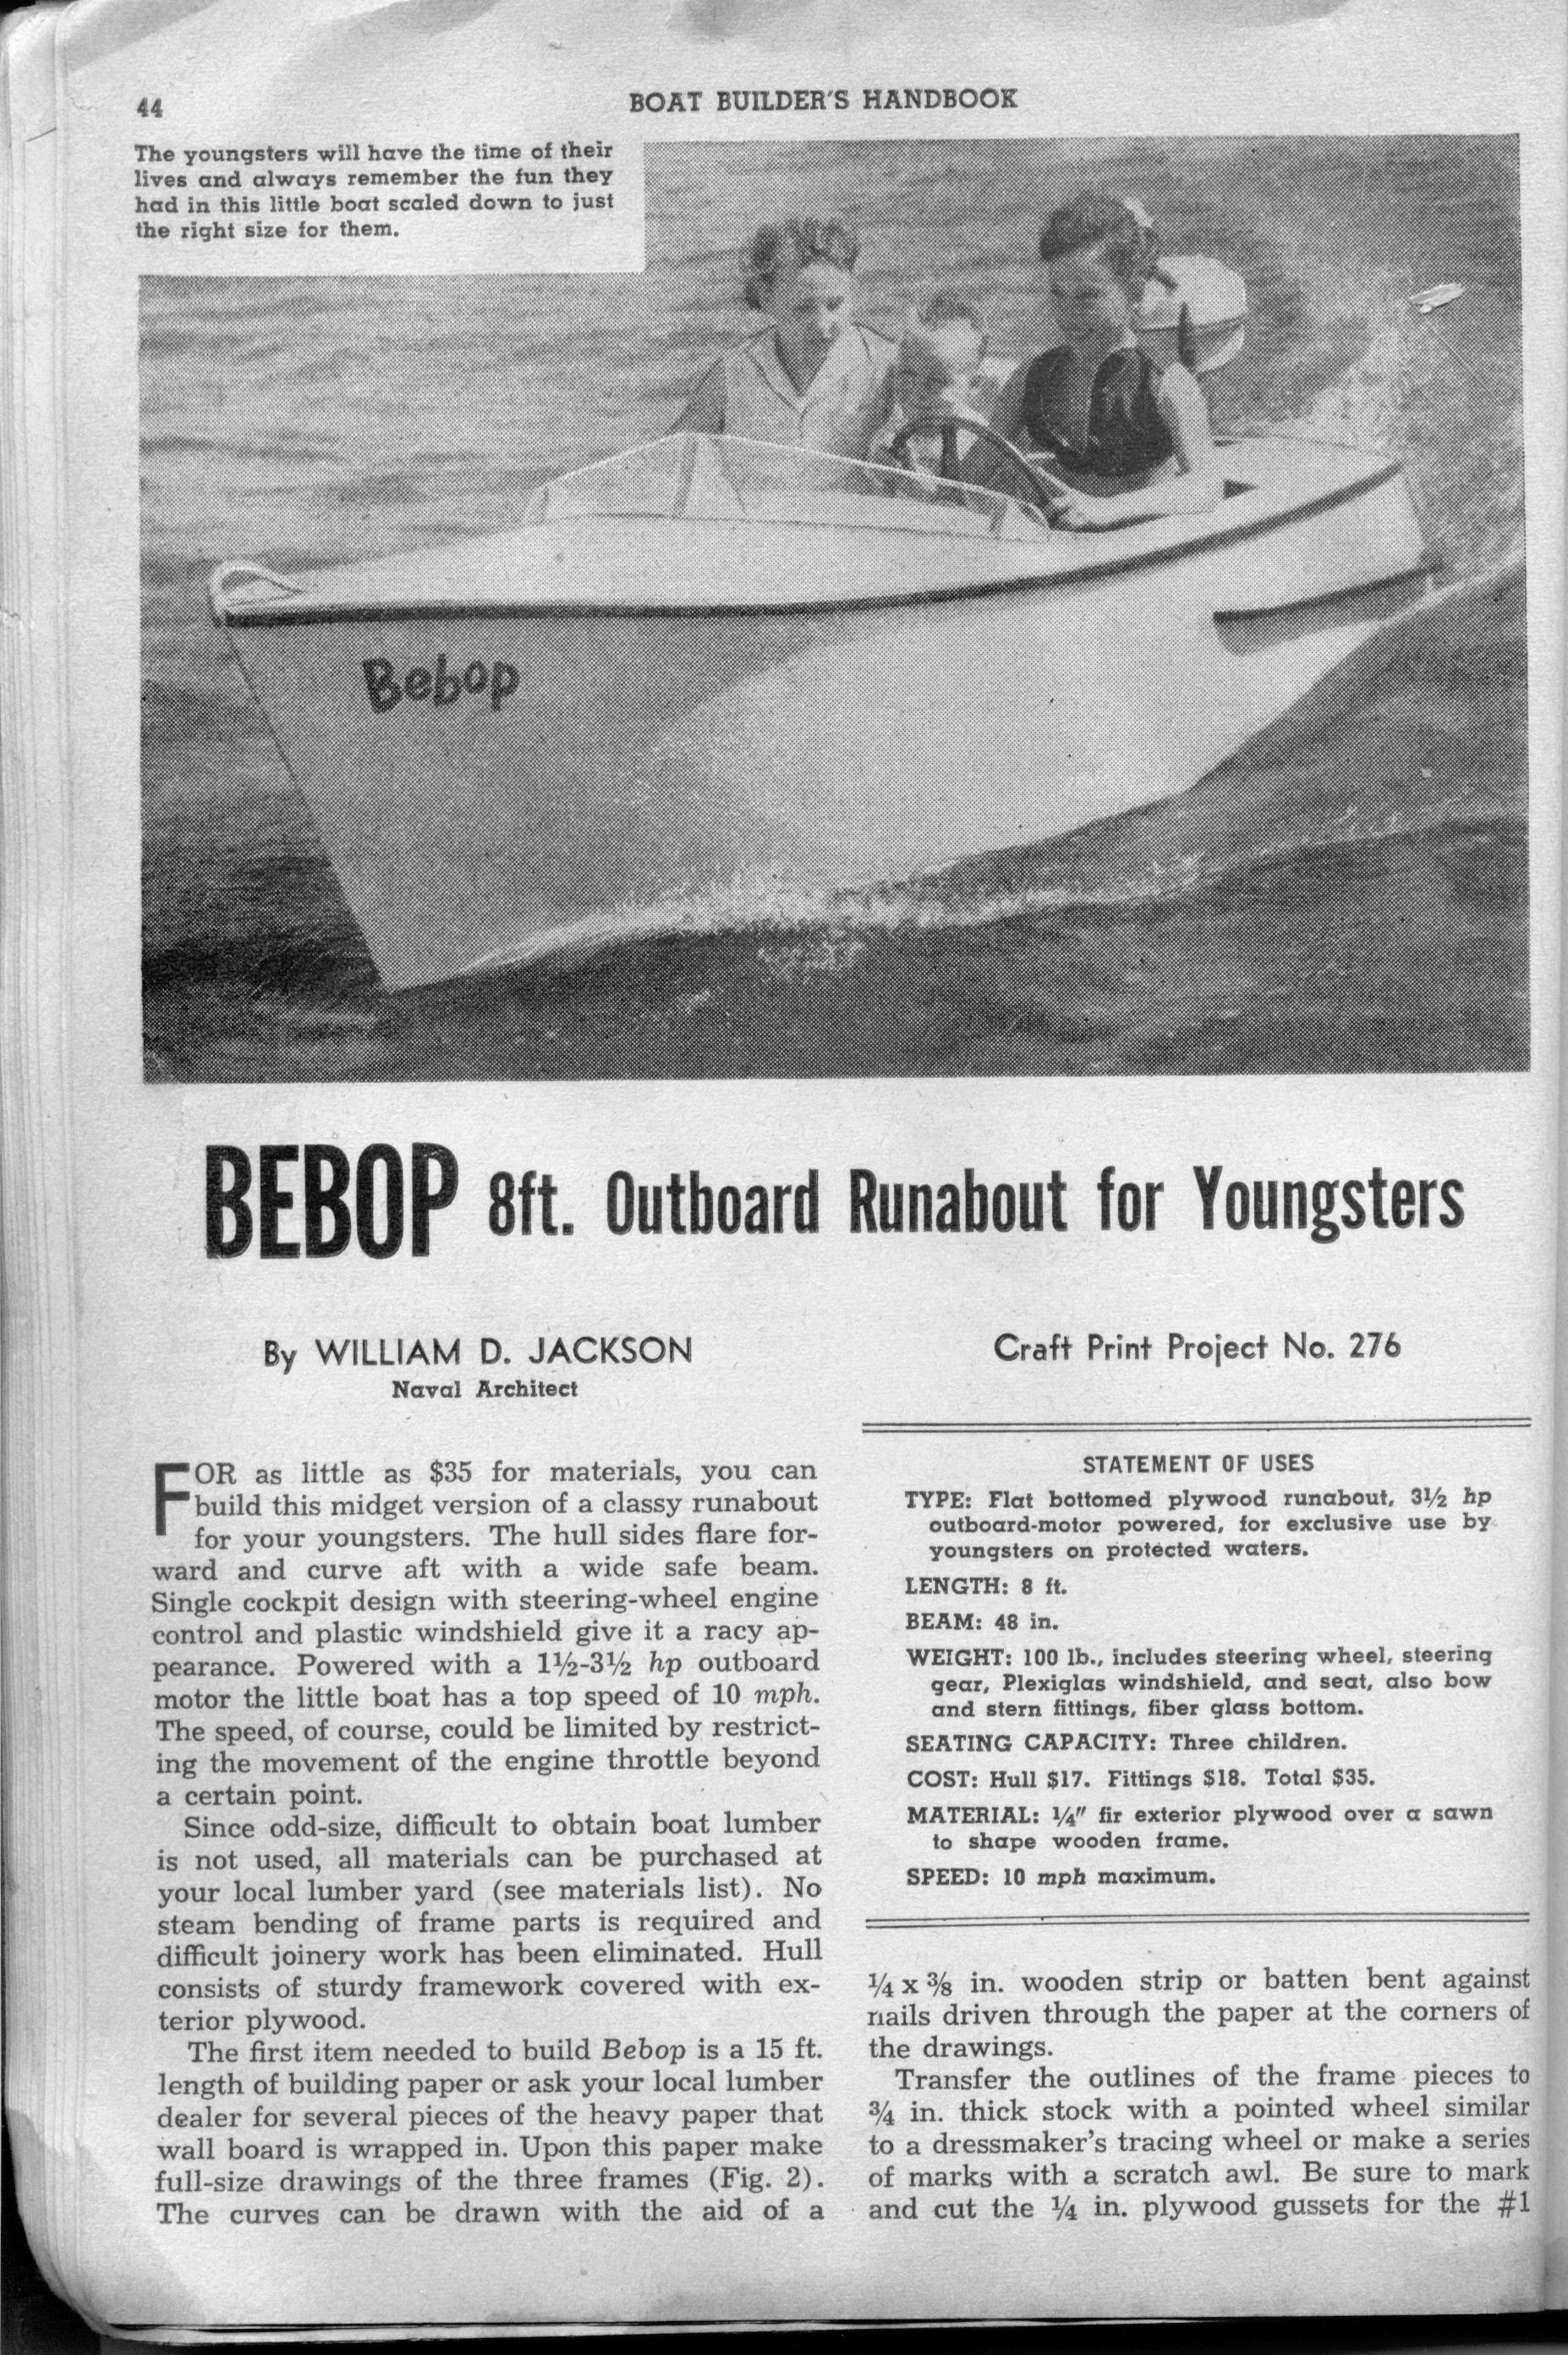 44
BOAT BUILDER'S HANDBOOK
The youngsters will have the time of their
lives and always remember the fun they
had in this little boat scaled down to just
the right size for them.
Bebop
BEBOP 8ft. Outboard Runabout for Youngsters
By WILLIAM D. JACKSON
Naval Architect
Craft Print Project No. 276
FOR as little as $35 for materials, you can
build this midget version of a classy runabout
for your youngsters. The hull sides flare for-
ward and curve aft with a wide safe beam.
Single cockpit design with steering-wheel engine
control and plastic windshield give it a racy ap-
pearance. Powered with a 1½-3½ hp outboard
motor the little boat has a top speed of 10 mph.
The speed, of course, could be limited by restrict-
ing the movement of the engine throttle beyond
a certain point.
Since odd-size, difficult to obtain boat lumber
is not used, all materials can be purchased at
your local lumber yard (see materials list). No
steam bending of frame parts is required and
difficult joinery work has been eliminated. Hull
consists of sturdy framework covered with ex-
terior plywood.
The first item needed to build Bebop is a 15 ft.
length of building paper or ask your local lumber
dealer for several pieces of the heavy paper that
wall board is wrapped in. Upon this paper make
full-size drawings of the three frames (Fig. 2).
The curves can be drawn with the aid of a
STATEMENT OF USES
TYPE: Flat bottomed plywood runabout, 3½ hp
outboard-motor powered, for exclusive use by
youngsters on protected waters.
LENGTH: 8 ft.
BEAM: 48 in.
WEIGHT: 100 lb., includes steering wheel, steering
gear, Plexiglas windshield, and seat, also bow
and stern fittings, fiber glass bottom.
SEATING CAPACITY: Three children.
COST: Hull $17. Fittings $18. Total $35.
MATERIAL: ¼" fir exterior plywood over a sawn
to shape wooden frame.
SPEED: 10 mph maximum.
¼ x ⅜ in. wooden strip or batten bent against
nails driven through the paper at the corners of
the drawings.
Transfer the outlines of the frame pieces to
¾ in. thick stock with a pointed wheel similar
to a dressmaker's tracing wheel or make a series
of marks with a scratch awl. Be sure to mark
and cut the ¼ in. plywood gussets for the #1